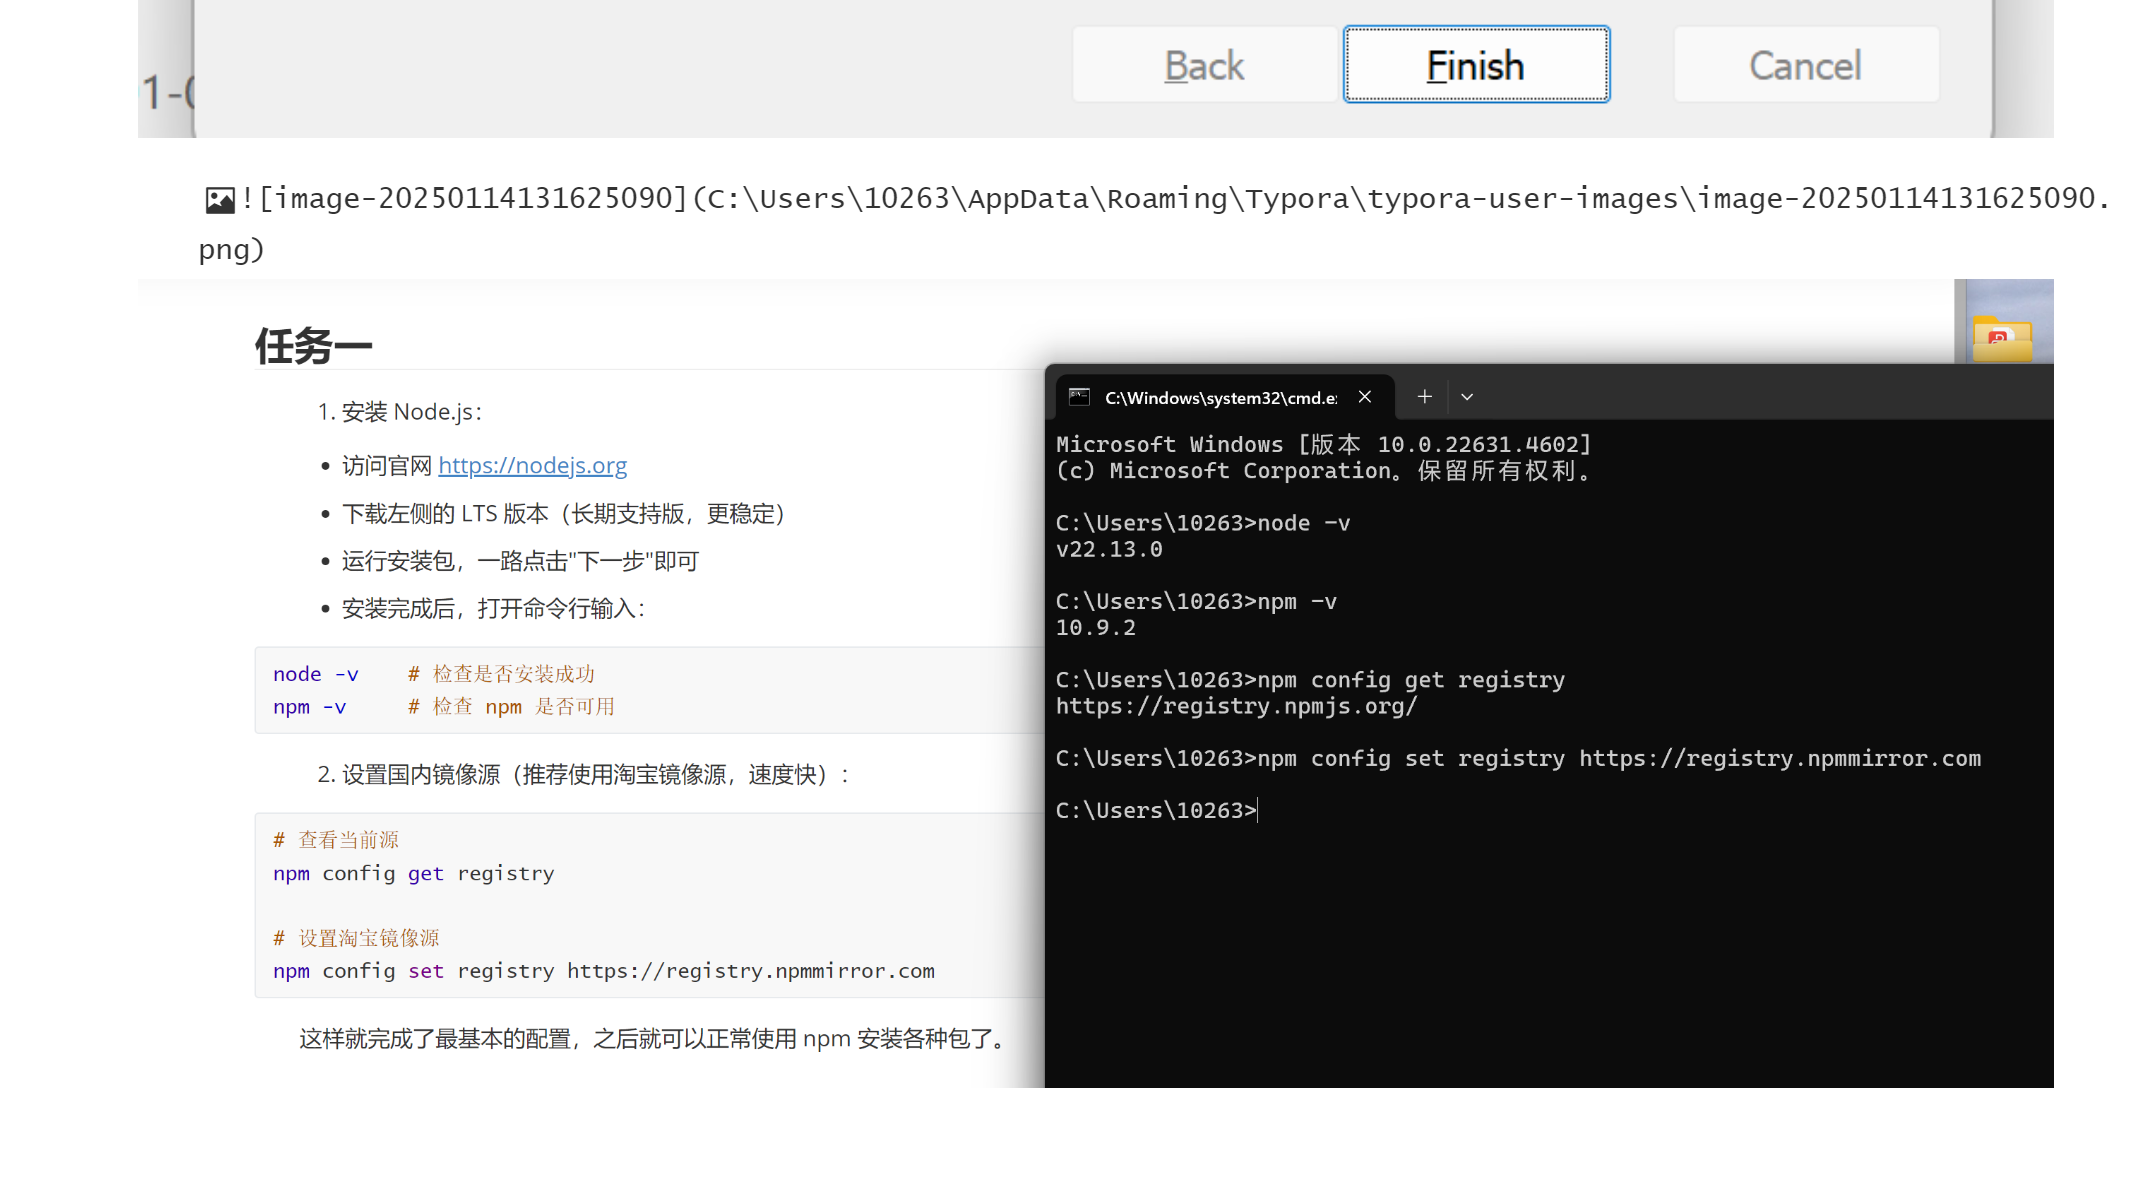 Back
Finish
Cancel
1-0
![image-20250114131625090](C:\Users\10263\AppData\Roaming\Typora\typora-user-images\image-20250114131625090.
png)
任务一
1. 安装 Node.js：
• 访问官网 https://nodejs.org
• 下载左侧的 LTS 版本（长期支持版，更稳定）
• 运行安装包，一路点击"下一步"即可
• 安装完成后，打开命令行输入：
node -v    # 检查是否安装成功
npm -v     # 检查 npm 是否可用
2. 设置国内镜像源（推荐使用淘宝镜像源，速度快）：
# 查看当前源
npm config get registry
# 设置淘宝镜像源
npm config set registry https://registry.npmmirror.com
这样就完成了最基本的配置，之后就可以正常使用 npm 安装各种包了。
C:\Windows\system32\cmd.e
Microsoft Windows [版本 10.0.22631.4602]
(c) Microsoft Corporation。保留所有权利。
C:\Users\10263>node -v
v22.13.0
C:\Users\10263>npm -v
10.9.2
C:\Users\10263>npm config get registry
https://registry.npmjs.org/
C:\Users\10263>npm config set registry https://registry.npmmirror.com
C:\Users\10263>